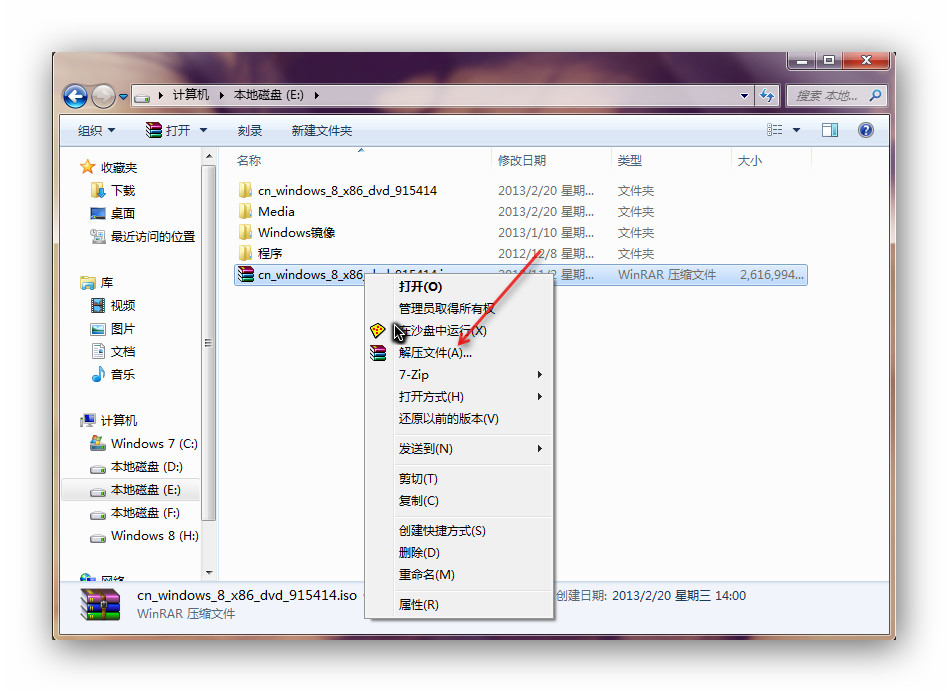 计算机 本地磁盘 (E:) 搜索 本地...
组织 打开 刻录 新建文件夹
名称 修改日期 类型 大小
收藏夹
下载
桌面
最近访问的位置
库
视频
图片
文档
音乐
计算机
Windows 7 (C:)
本地磁盘 (D:)
本地磁盘 (E:)
本地磁盘 (F:)
Windows 8 (H:)
网络
cn_windows_8_x86_dvd_915414 2013/2/20 星期... 文件夹
Media 2013/2/20 星期... 文件夹
Windows镜像 2013/1/10 星期... 文件夹
程序 2012/12/8 星期... 文件夹
cn_windows_8_x86_dvd_915414.i 星期... WinRAR 压缩文件 2,616,994...
打开(O)
管理员取得所有权
在沙盘中运行(X)
解压文件(A)...
7-Zip
打开方式(H)
还原以前的版本(V)
发送到(N)
剪切(T)
复制(C)
创建快捷方式(S)
删除(D)
重命名(M)
属性(R)
cn_windows_8_x86_dvd_915414.iso 创建日期: 2013/2/20 星期三 14:00
WinRAR 压缩文件